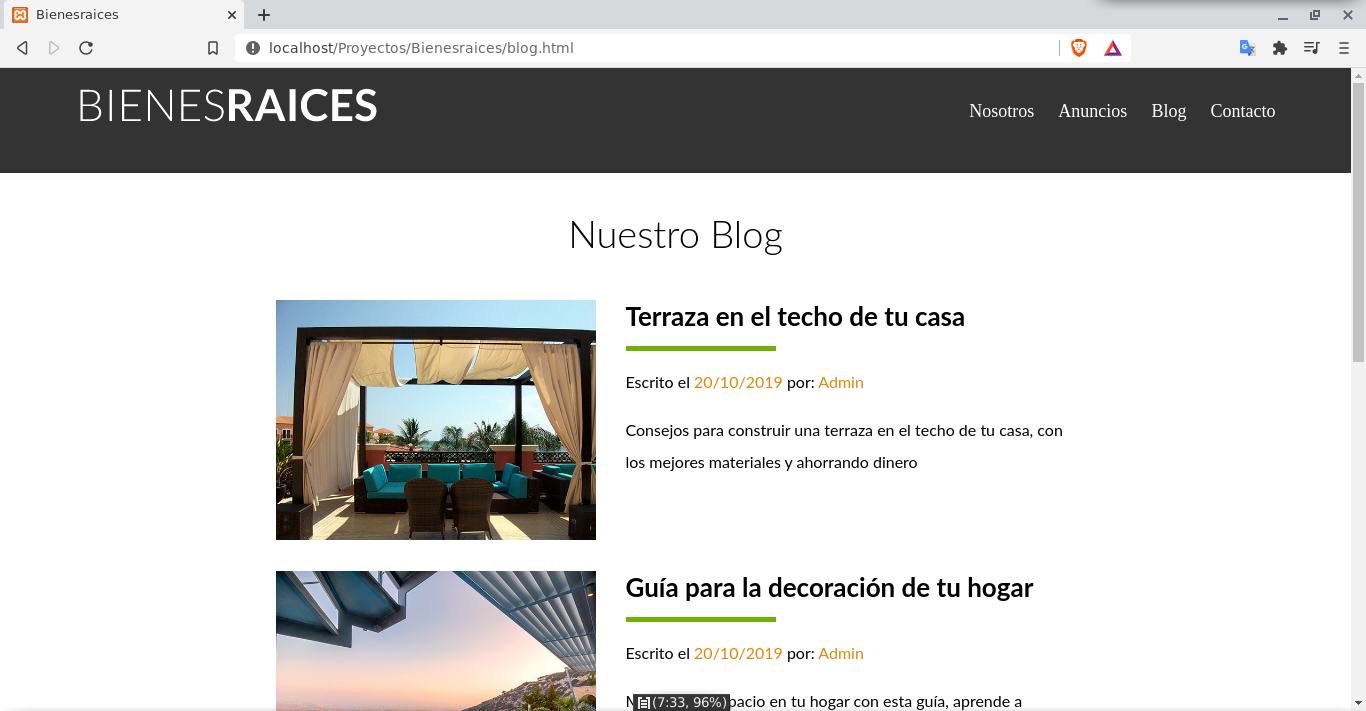 Bienesraices
localhost/Proyectos/Bienesraices/blog.html
BIENESRAICES
Nosotros Anuncios Blog Contacto
Nuestro Blog
Terraza en el techo de tu casa
Escrito el 20/10/2019 por: Admin
Consejos para construir una terraza en el techo de tu casa, con
los mejores materiales y ahorrando dinero
Guía para la decoración de tu hogar
Escrito el 20/10/2019 por: Admin
en tu hogar con esta guía, aprende a
(7:33, 96%)